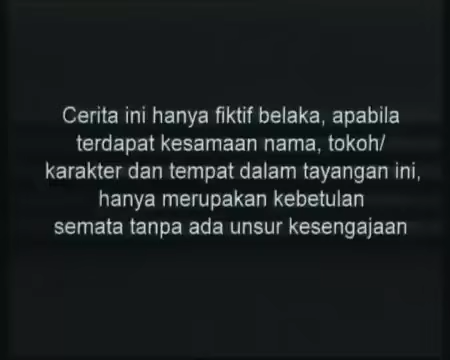 Cerita ini hanya fiktif belaka, apabila
terdapat kesamaan nama, tokoh/
karakter dan tempat dalam tayangan ini,
hanya merupakan kebetulan
semata tanpa ada unsur kesengajaan